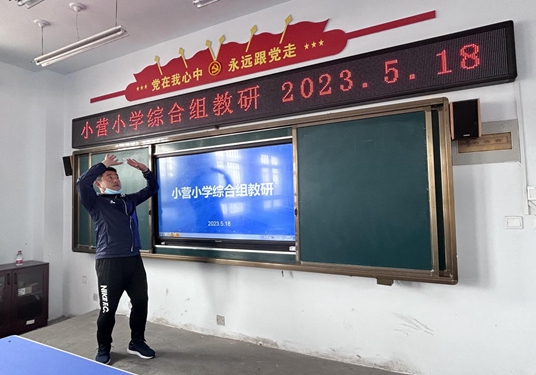 党在我心中 永远跟党走
小营小学综合组教研 2023.5.18
小营小学综合组教研
2023.5.18
NIKE F.C.